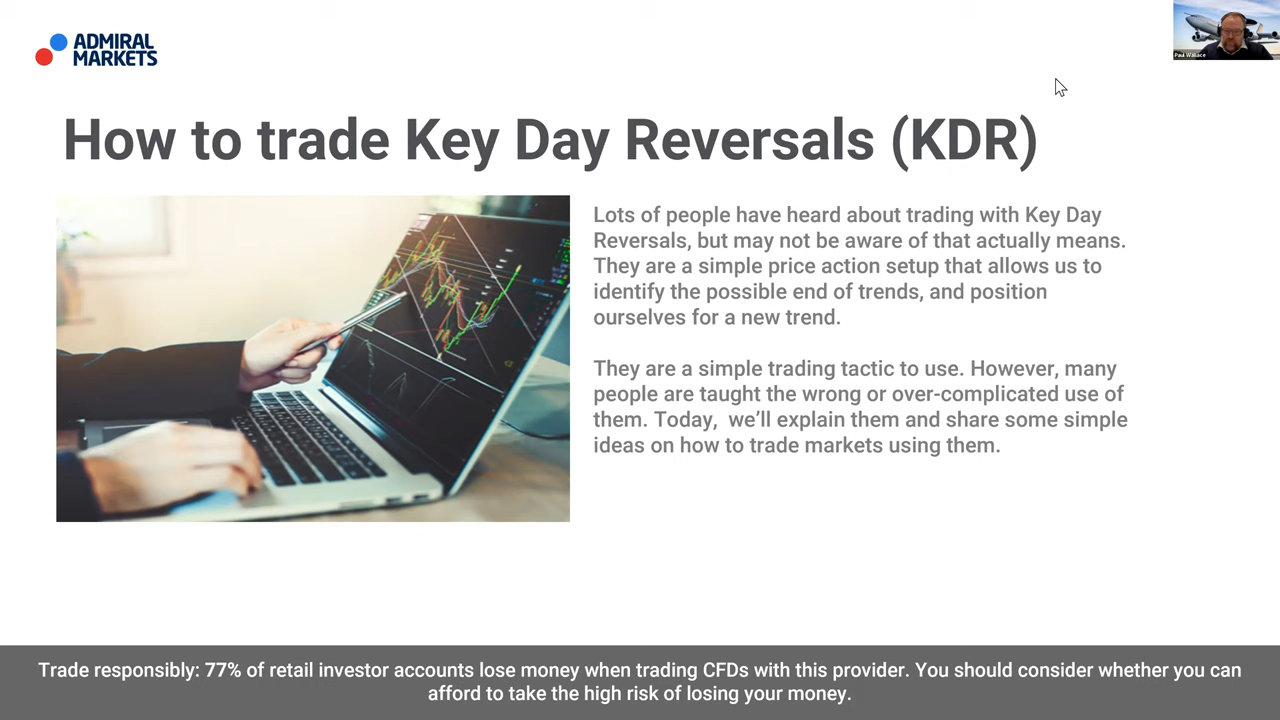 ADMIRAL
MARKETS
Paul Wallace
How to trade Key Day Reversals (KDR)
Lots of people have heard about trading with Key Day
Reversals, but may not be aware of that actually means.
They are a simple price action setup that allows us to
identify the possible end of trends, and position
ourselves for a new trend.
They are a simple trading tactic to use. However, many
people are taught the wrong or over-complicated use of
them. Today,  we’ll explain them and share some simple
ideas on how to trade markets using them.
Trade responsibly: 77% of retail investor accounts lose money when trading CFDs with this provider. You should consider whether you can
afford to take the high risk of losing your money.